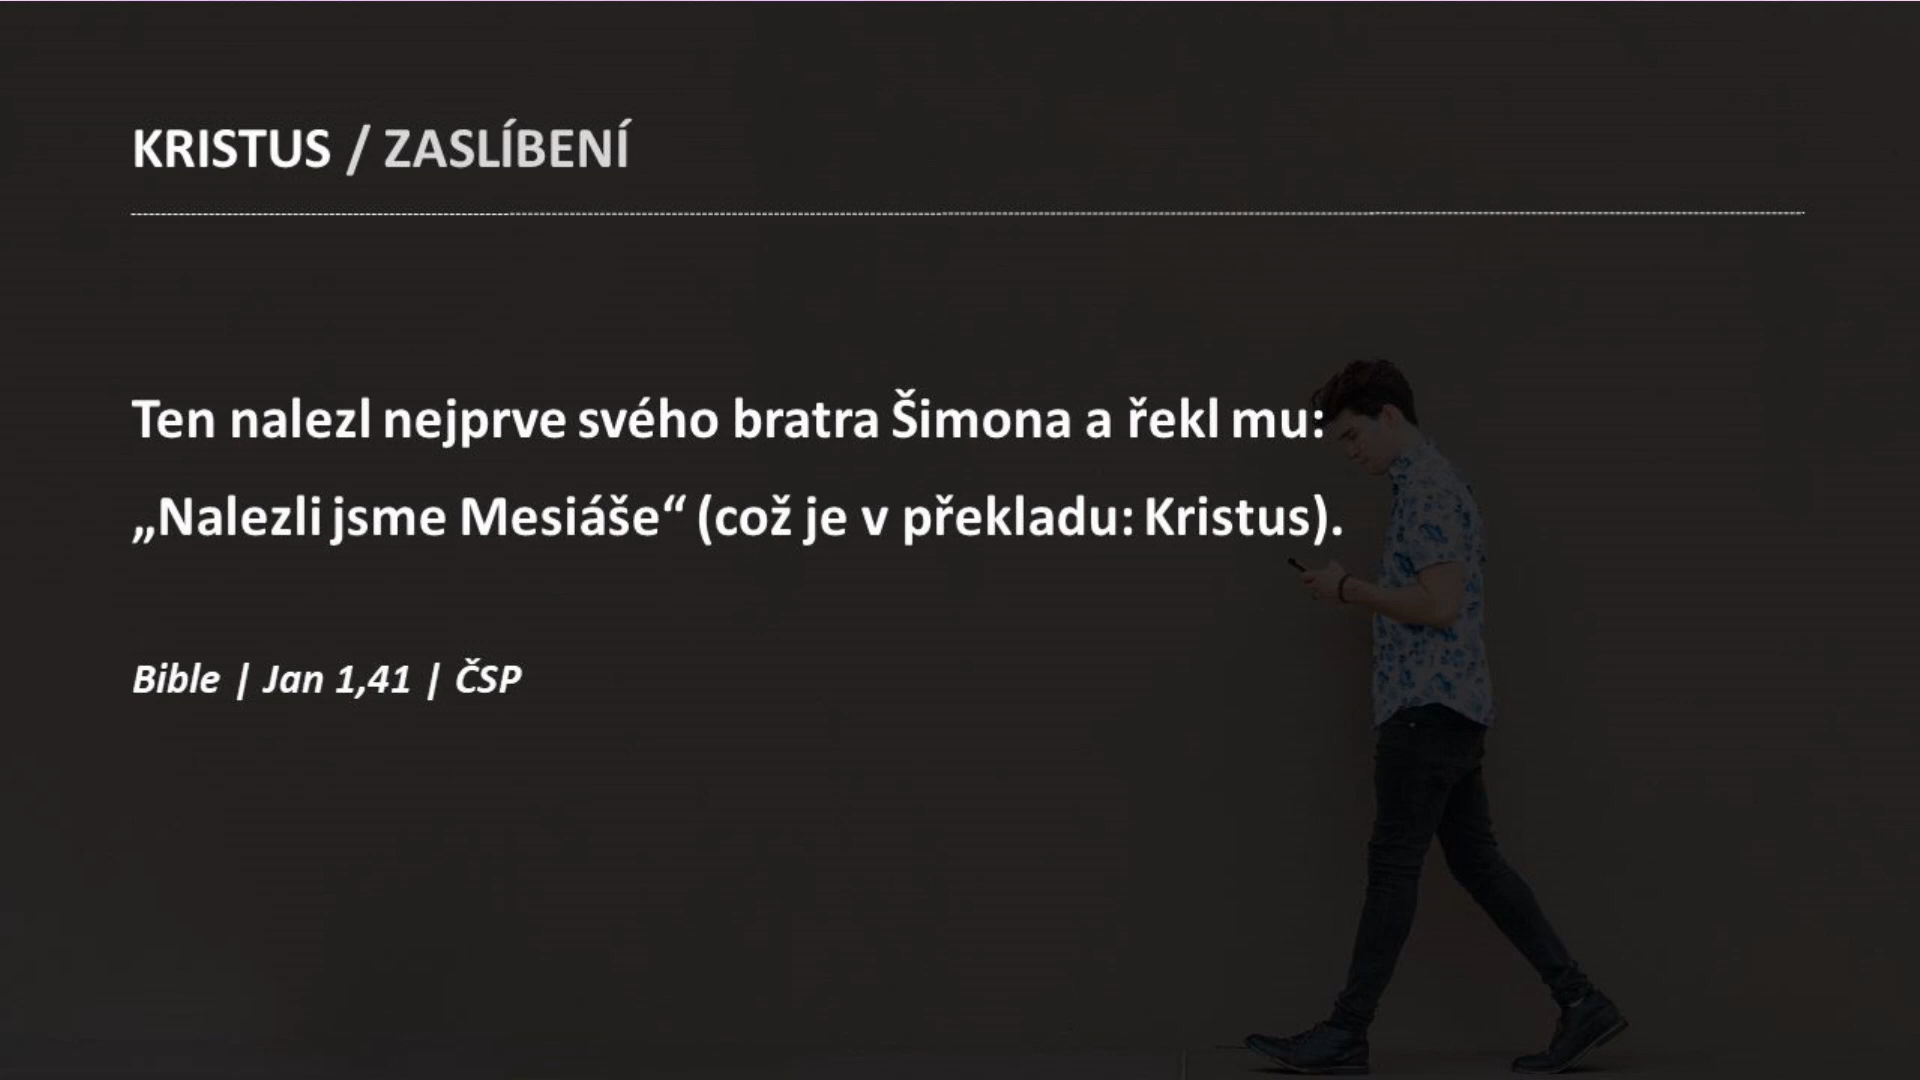 KRISTUS / ZASLÍBENÍ
Ten nalezl nejprve svého bratra Šimona a řekl mu:
„Nalezli jsme Mesiáše“ (což je v překladu: Kristus).
Bible | Jan 1,41 | ČSP